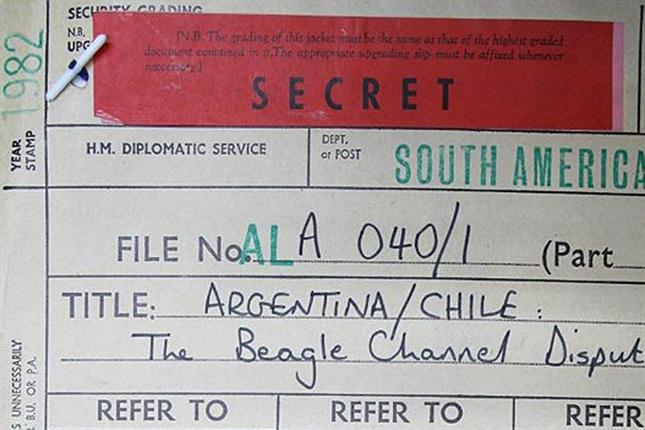 SECURITY GRADING
N.B.
UPG
[N.B. The grading of this jacket must be the same as that of the highest graded
document contained in it. The appropriate upgrading slip must be affixed whenever
necessary.]
SECRET
1982
YEAR
STAMP
H.M. DIPLOMATIC SERVICE
DEPT.
or POST
SOUTH AMERICA
FILE No. ALA 040/1 (Part
TITLE: ARGENTINA/CHILE :
The Beagle Channel Disput
S UNNECESSARILY
B.U. OR P.A.
REFER TO
REFER TO
REFER